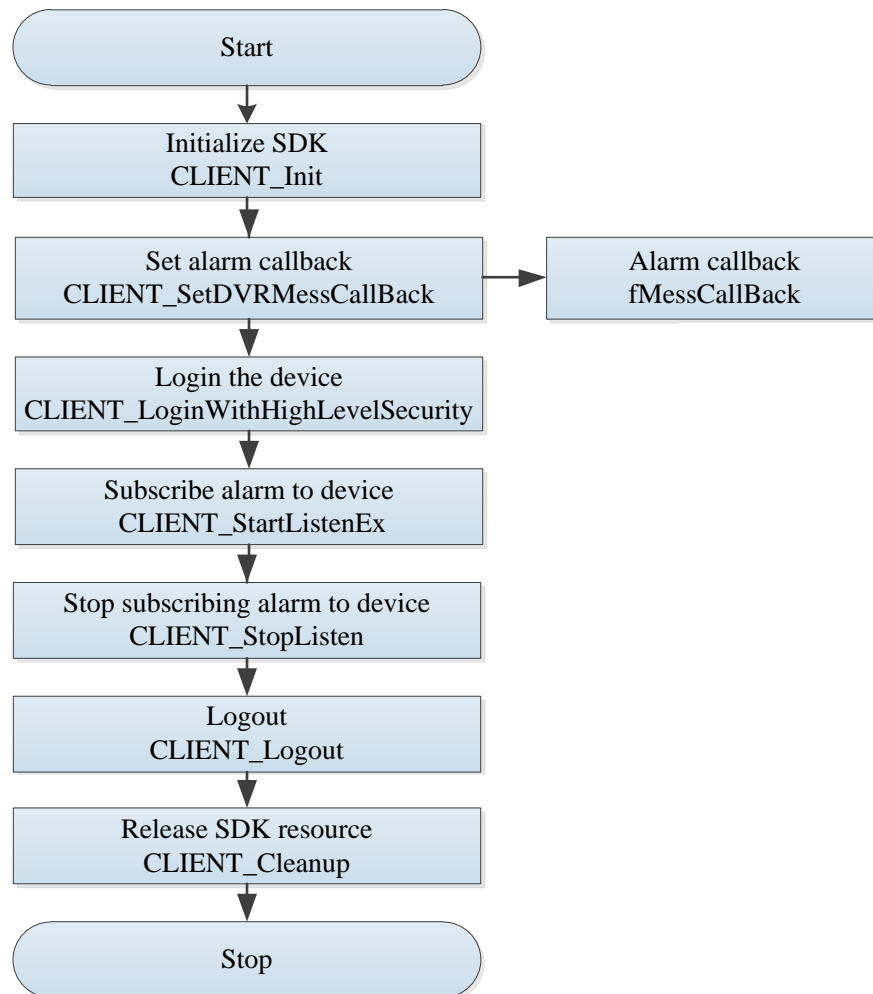 Start
Initialize SDK
CLIENT_Init
Set alarm callback
CLIENT_SetDVRMessCallBack
Alarm callback
fMessCallBack
Login the device
CLIENT_LoginWithHighLevelSecurity
Subscribe alarm to device
CLIENT_StartListenEx
Stop subscribing alarm to device
CLIENT_StopListen
Logout
CLIENT_Logout
Release SDK resource
CLIENT_Cleanup
Stop